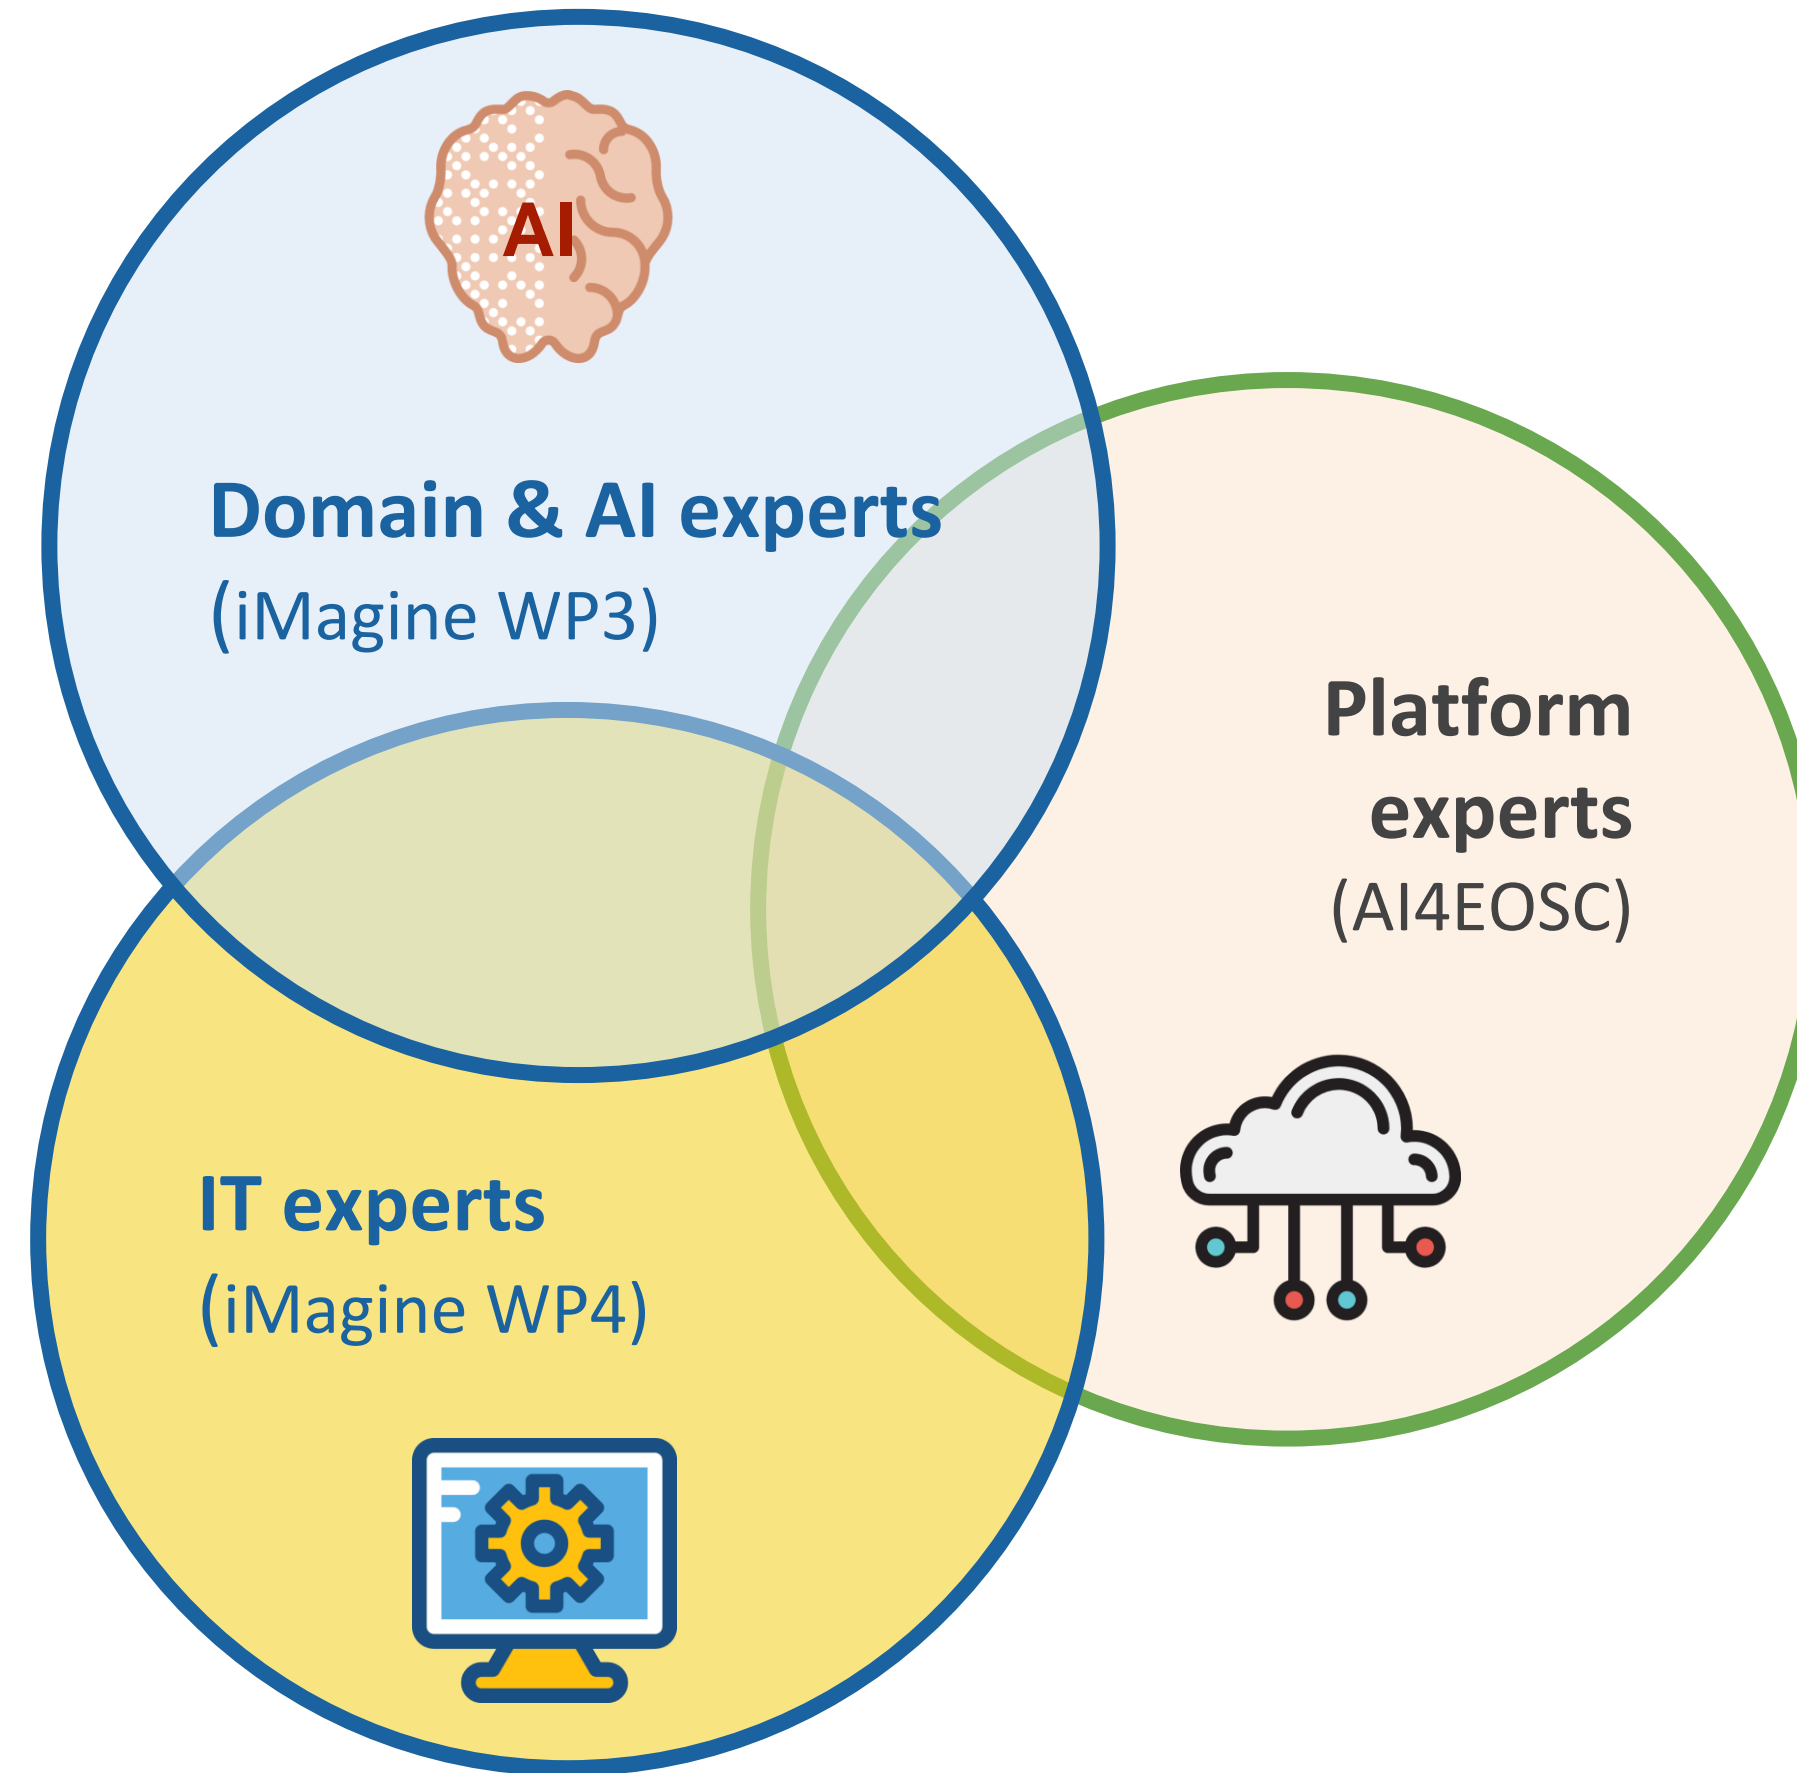 AI
Domain & AI experts
(iMagine WP3)
Platform
experts
(AI4EOSC)
IT experts
(iMagine WP4)